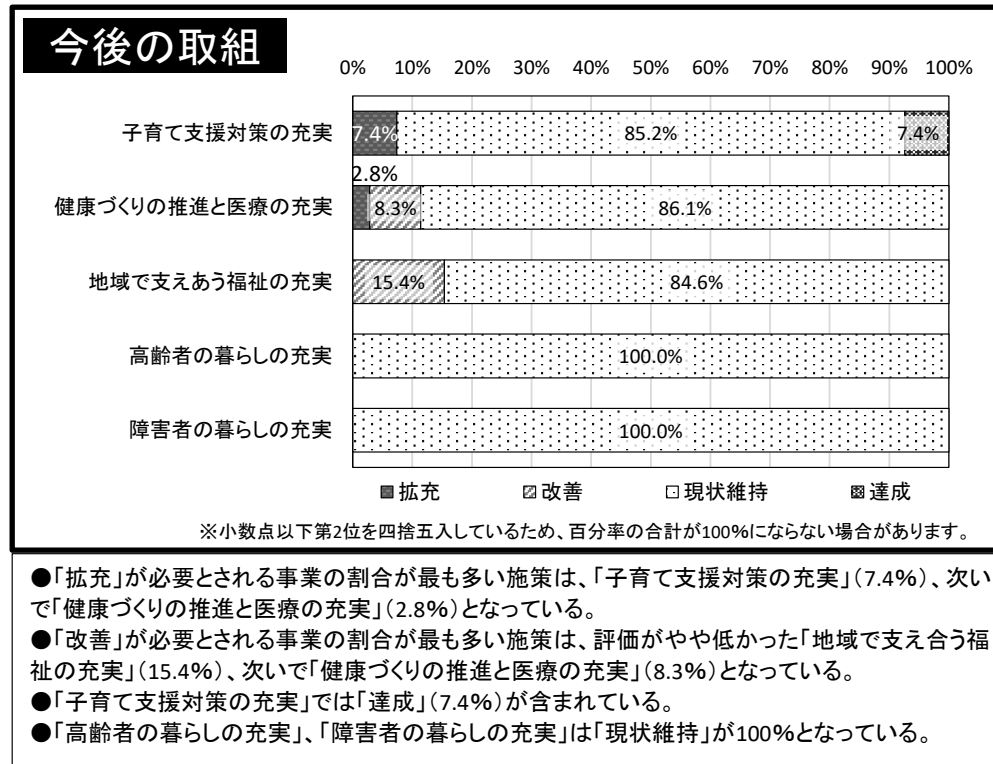 今後の取組
0% 10% 20% 30% 40% 50% 60% 70% 80% 90% 100%
子育て支援対策の充実 7.4% 85.2% 7.4%
2.8%
健康づくりの推進と医療の充実 8.3% 86.1%
地域で支えあう福祉の充実 15.4% 84.6%
高齢者の暮らしの充実 100.0%
障害者の暮らしの充実 100.0%
拡充 改善 現状維持 達成
※小数点以下第2位を四捨五入しているため、百分率の合計が100%にならない場合があります。
●「拡充」が必要とされる事業の割合が最も多い施策は、「子育て支援対策の充実」(7.4%)、次い
で「健康づくりの推進と医療の充実」(2.8%)となっている。
●「改善」が必要とされる事業の割合が最も多い施策は、評価がやや低かった「地域で支え合う福
祉の充実」(15.4%)、次いで「健康づくりの推進と医療の充実」(8.3%)となっている。
●「子育て支援対策の充実」では「達成」(7.4%)が含まれている。
●「高齢者の暮らしの充実」、「障害者の暮らしの充実」は「現状維持」が100%となっている。